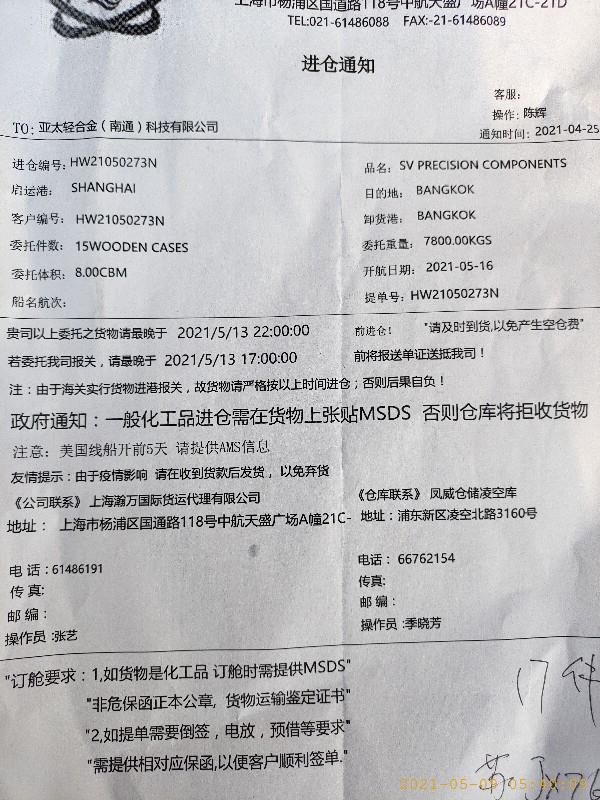 上海市杨浦区国通路118号中航天盛广场A幢21C-21D
TEL:021-61486088 FAX:-21-61486089
进仓通知
客服：
操作：陈辉
TO: 亚太轻合金（南通）科技有限公司
通知时间：2021-04-25
进仓编号：HW21050273N
品名：SV PRECISION COMPONENTS
启运港： SHANGHAI
目的地： BANGKOK
客户编号： HW21050273N
卸货港： BANGKOK
委托件数： 15WOODEN CASES
委托重量： 7800.00KGS
委托体积： 8.00CBM
开航日期： 2021-05-16
船名航次：
提单号：HW21050273N
贵司以上委托之货物请最晚于 2021/5/13 22:00:00 前进仓！ "请及时到货,以免产生空仓费"
若委托我司报关，请最晚于 2021/5/13 17:00:00 前将报送单证送抵我司！
注：由于海关实行货物进港报关，故货物请严格按以上时间进仓；否则后果自负！
政府通知：一般化工品进仓需在货物上张贴MSDS 否则仓库将拒收货物
注意：美国线船开前5天 请提供AMS信息
友情提示：由于疫情影响 请在收到货款后发货，以免弃货
《公司联系》上海瀚万国际货运代理有限公司
《仓库联系》 凤威仓储凌空库
地址： 上海市杨浦区国通路118号中航天盛广场A幢21C-
地址：浦东新区凌空北路3160号
电 话：61486191
电话： 66762154
传 真:
传真:
邮 编：
邮 编：
操作员：张艺
操作员：季晓芳
"订舱要求：1,如货物是化工品 订舱时需提供MSDS"
"非危保函正本公章，货物运输鉴定证书"
17件
"2,如提单需要倒签，电放，预借等要求"
"需提供相对应保函,以便客户顺利签单."
2021-05-09